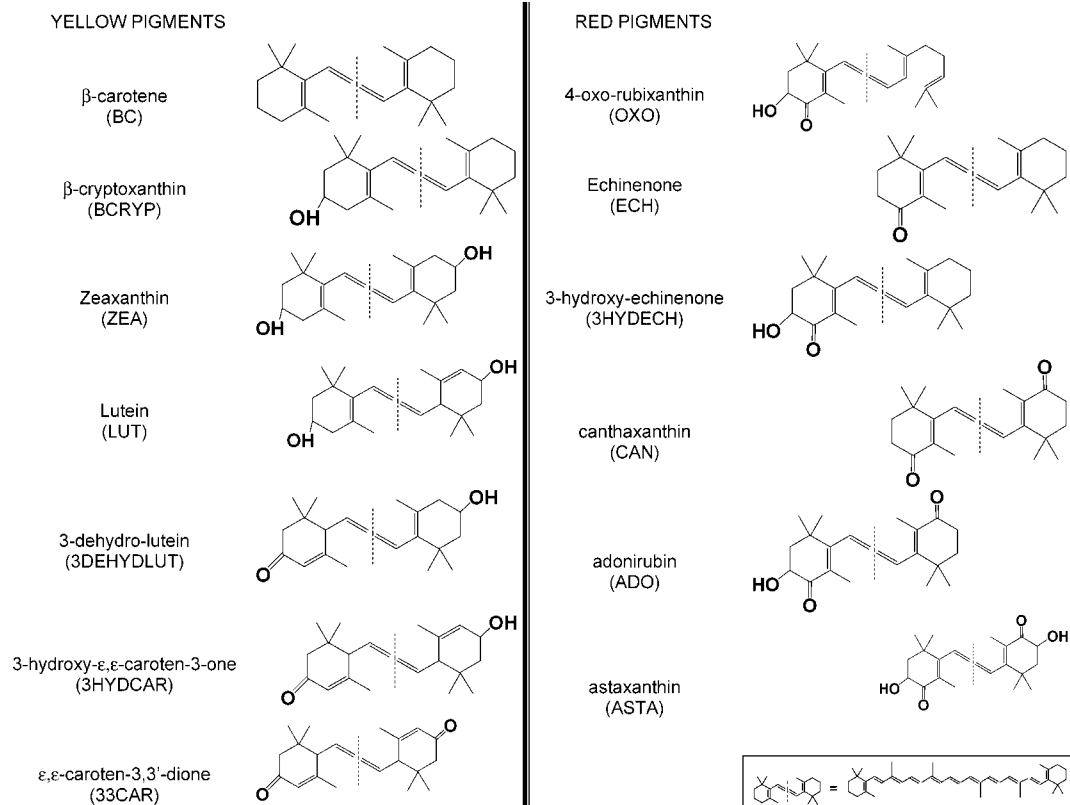 YELLOW PIGMENTS
β-carotene
(BC)
β-cryptoxanthin
(BCRYP)
OH
Zeaxanthin
(ZEA)
OH
OH
Lutein
(LUT)
OH
OH
3-dehydro-lutein
(3DEHYDLUT)
OH
O
3-hydroxy-ε,ε-caroten-3-one
(3HYDCAR)
OH
O
ε,ε-caroten-3,3'-dione
(33CAR)
O
O
RED PIGMENTS
4-oxo-rubixanthin
(OXO)
HO
O
Echinenone
(ECH)
O
3-hydroxy-echinenone
(3HYDECH)
HO
O
canthaxanthin
(CAN)
O
O
adonirubin
(ADO)
O
HO
O
astaxanthin
(ASTA)
O
OH
HO
O
=